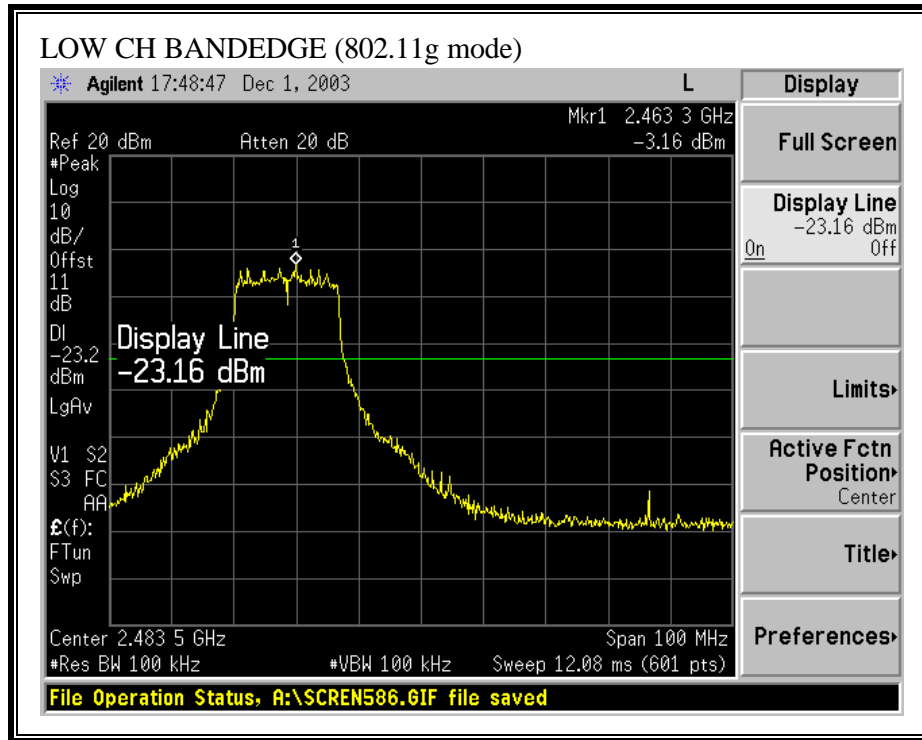 LOW CH BANDEDGE (802.11g mode)
Agilent 17:48:47 Dec 1, 2003 L
Mkr1 2.463 3 GHz
Ref 20 dBm Atten 20 dB -3.16 dBm
#Peak
Log
10
dB/
Offst
11
dB
DI
-23.2
dBm
LgAv
V1 S2
S3 FC
AA
£(f):
FTun
Swp
1
Display Line
-23.16 dBm
Center 2.483 5 GHz Span 100 MHz
#Res BW 100 kHz #VBW 100 kHz Sweep 12.08 ms (601 pts)
File Operation Status, A:\SCREN586.GIF file saved
Display
Full Screen
Display Line
-23.16 dBm
On Off
Limits
Active Fctn
Position
Center
Title
Preferences